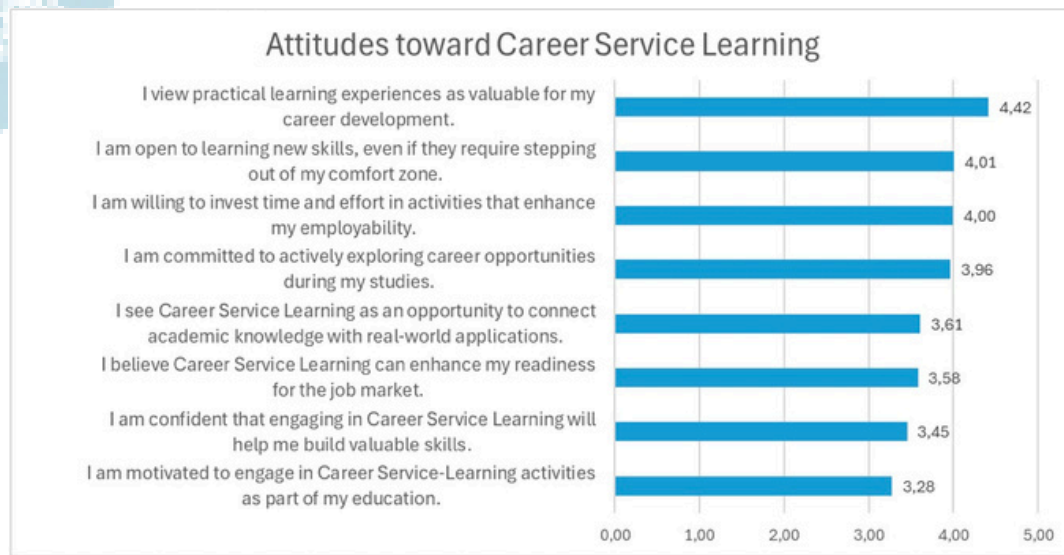 Attitudes toward Career Service Learning
I view practical learning experiences as valuable for my
career development.
4,42
I am open to learning new skills, even if they require stepping
out of my comfort zone.
4,01
I am willing to invest time and effort in activities that enhance
my employability.
4,00
I am committed to actively exploring career opportunities
during my studies.
3,96
I see Career Service Learning as an opportunity to connect
academic knowledge with real-world applications.
3,61
I believe Career Service Learning can enhance my readiness
for the job market.
3,58
I am confident that engaging in Career Service Learning will
help me build valuable skills.
3,45
I am motivated to engage in Career Service-Learning activities
as part of my education.
3,28
0,00 1,00 2,00 3,00 4,00 5,00